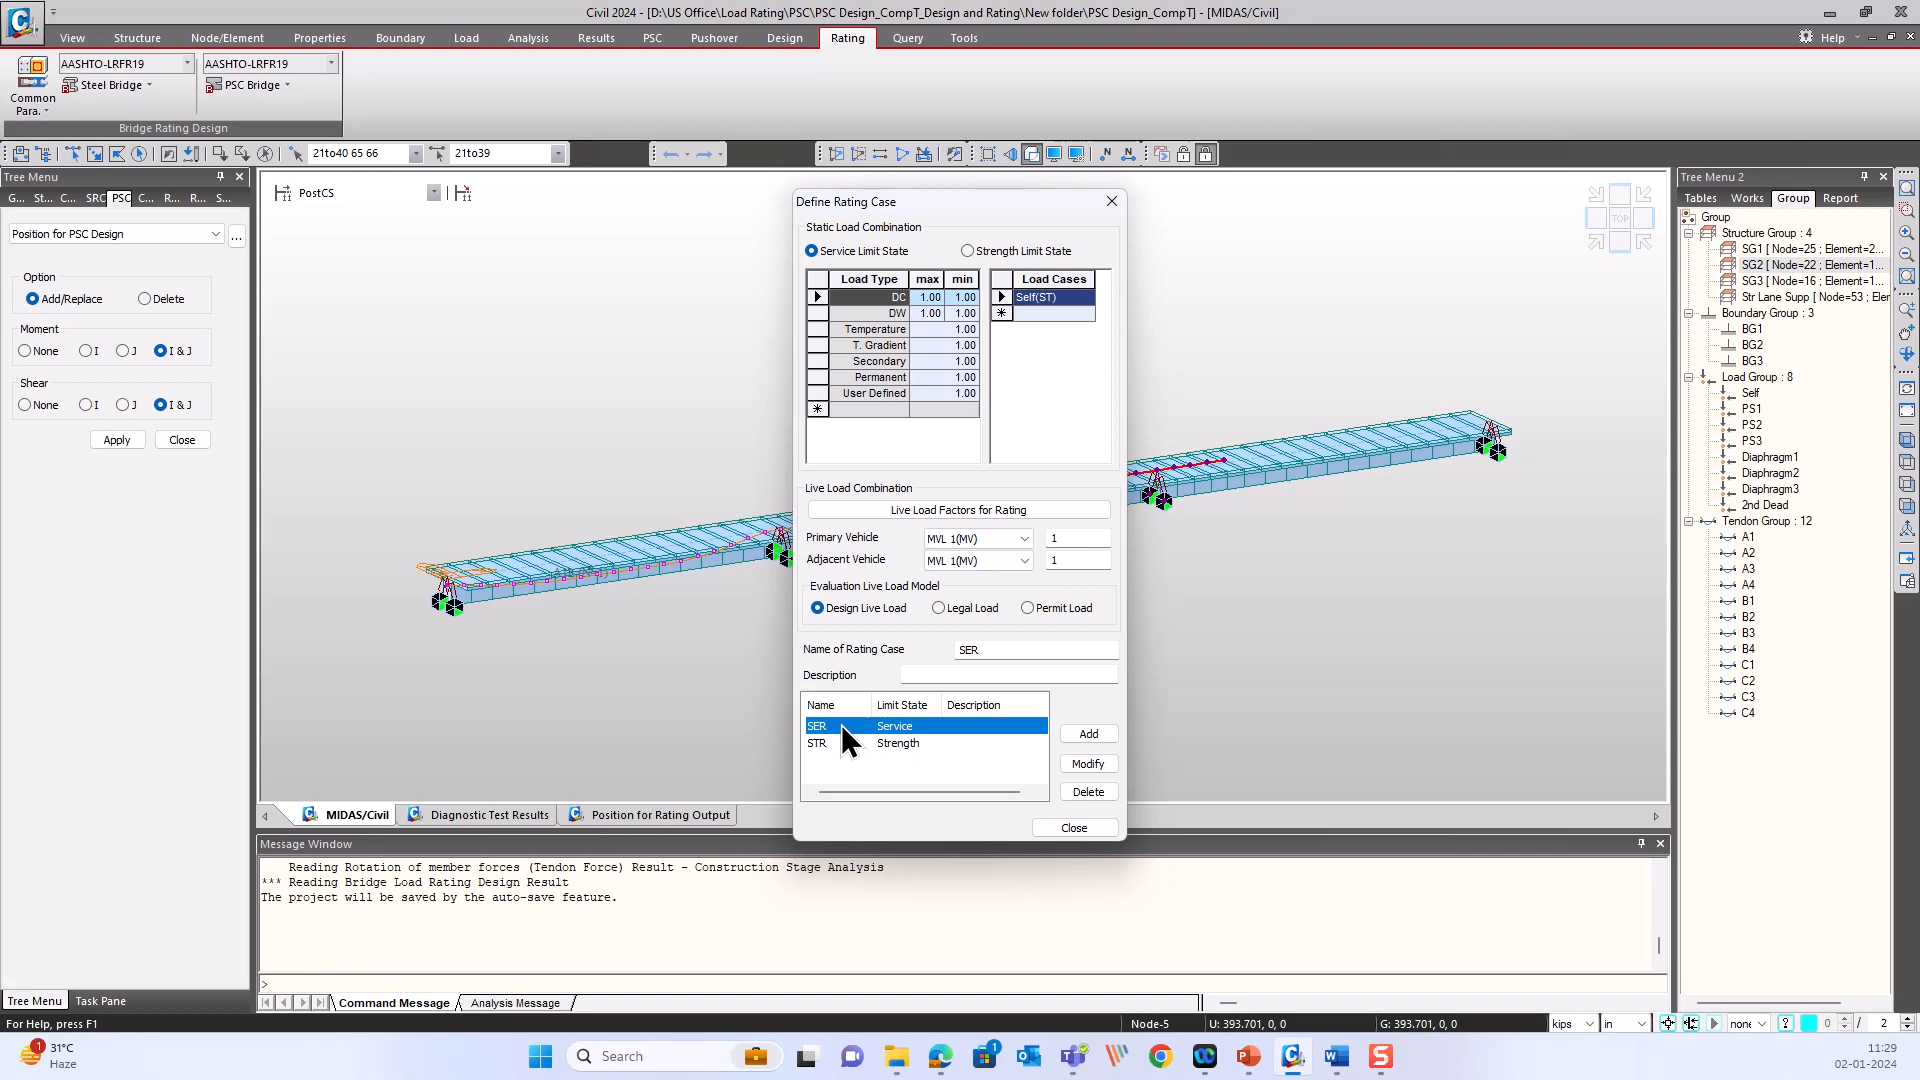 Civil 2024 - [D:\US Office\Load Rating\PSC\PSC Design_CompT_Design and Rating\New folder\PSC Design_CompT] - [MIDAS/Civil]
View Structure Node/Element Properties Boundary Load Analysis Results PSC Pushover Design Rating Query Tools Help
AASHTO-LRFR19 AASHTO-LRFR19
Steel Bridge PSC Bridge
Common
Para.
Bridge Rating Design
21to40 65 66 21to39
Tree Menu
G... St... C... SRC PSC C... R... R... S...
Position for PSC Design ...
Option
Add/Replace Delete
Moment
None I J I & J
Shear
None I J I & J
Apply Close
Tree Menu Task Pane
PostCS
TOP
Define Rating Case
Static Load Combination
Service Limit State Strength Limit State
Load Type max min Load Cases
DC 1.00 1.00 Self(ST)
DW 1.00 1.00
Temperature 1.00
T. Gradient 1.00
Secondary 1.00
Permanent 1.00
User Defined 1.00
Live Load Combination
Live Load Factors for Rating
Primary Vehicle MVL 1(MV) 1
Adjacent Vehicle MVL 1(MV) 1
Evaluation Live Load Model
Design Live Load Legal Load Permit Load
Name of Rating Case SER
Description
Name Limit State Description
SER Service
STR Strength
Add
Modify
Delete
Close
MIDAS/Civil Diagnostic Test Results Position for Rating Output
Message Window
Reading Rotation of member forces (Tendon Force) Result - Construction Stage Analysis
*** Reading Bridge Load Rating Design Result
The project will be saved by the auto-save feature.
>
Command Message Analysis Message
Tree Menu 2
Tables Works Group Report
Group
Structure Group : 4
SG1 [ Node=25 ; Element=2...
SG2 [ Node=22 ; Element=1...
SG3 [ Node=16 ; Element=1...
Str Lane Supp [ Node=53 ; Eler
Boundary Group : 3
BG1
BG2
BG3
Load Group : 8
Self
PS1
PS2
PS3
Diaphragm1
Diaphragm2
Diaphragm3
2nd Dead
Tendon Group : 12
A1
A2
A3
A4
B1
B2
B3
B4
C1
C2
C3
C4
For Help, press F1 Node-5 U: 393.701, 0, 0 G: 393.701, 0, 0 kips in none ? 0 / 2
1 31°C
Haze
Search
1
11:29
02-01-2024